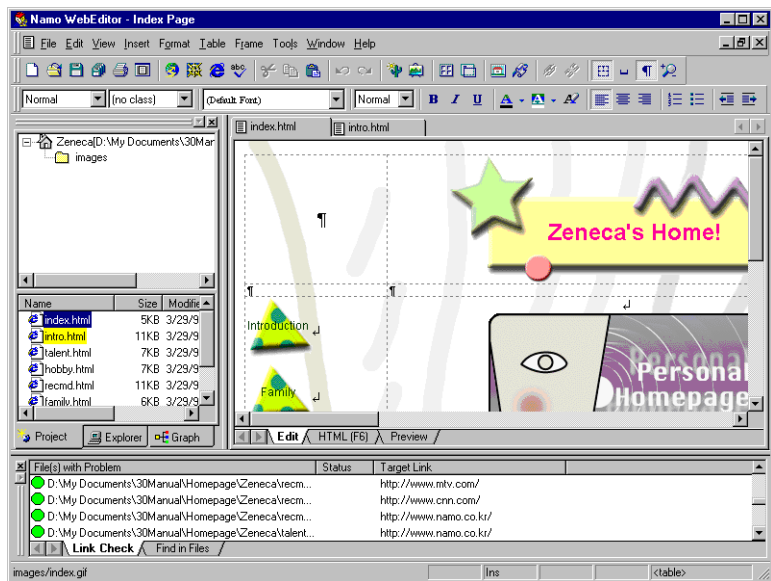 Namo WebEditor - Index Page
File Edit View Insert Format Table Frame Tools Window Help
Normal (no class) (Default Font) Normal B I U A A A
Zeneca[D:\My Documents\30Mar
images
Name Size Modifie
index.html 5KB 3/29/9
intro.html 11KB 3/29/9
talent.html 7KB 3/29/9
hobby.html 7KB 3/29/9
recmd.html 11KB 3/29/9
family.html 6KB 3/29/9
Project Explorer Graph
index.html intro.html
Zeneca's Home!
Introduction
Family
Personal
Personal
Homepage
Edit HTML (F6) Preview
File(s) with Problem Status Target Link
D:\My Documents\30Manual\Homepage\Zeneca\recm... http://www.mtv.com/
D:\My Documents\30Manual\Homepage\Zeneca\recm... http://www.cnn.com/
D:\My Documents\30Manual\Homepage\Zeneca\recm... http://www.namo.co.kr/
D:\My Documents\30Manual\Homepage\Zeneca\talent... http://www.namo.co.kr/
Link Check Find in Files
images/index.gif Ins <table>